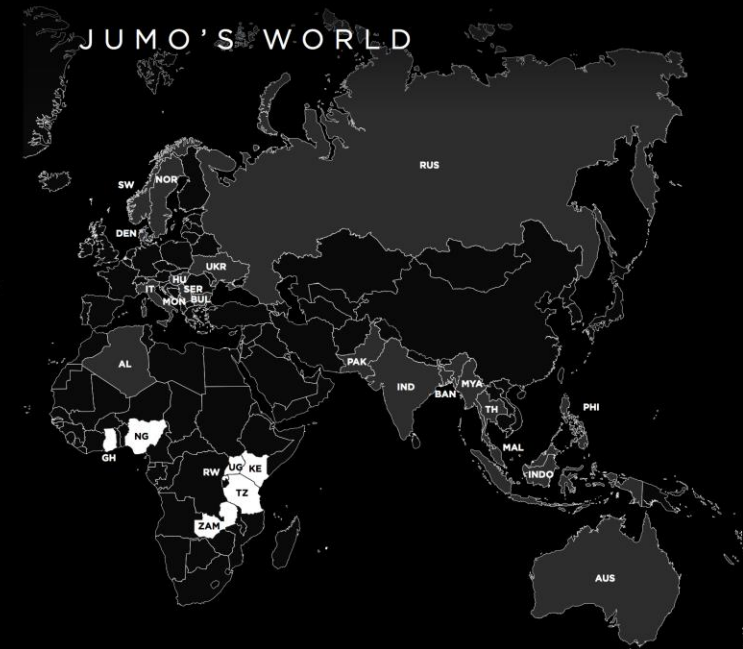 JUMO'S WORLD
RUS
SW
NOR
DEN
UKR
HU
IT
SER
MON
BUL
AL
PAK
IND
MYA
BAN
TH
PHI
NG
GH
MAL
RW
UG
KE
INDO
TZ
ZAM
AUS